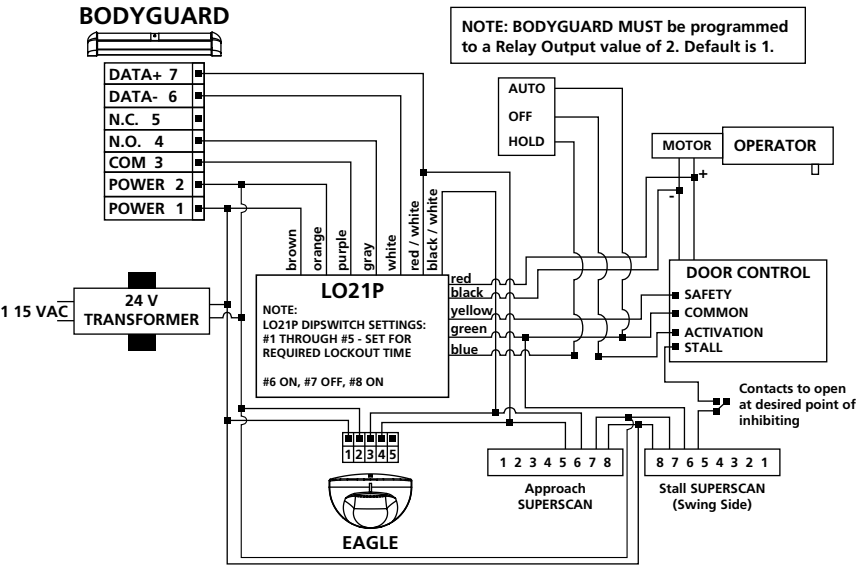 BODYGUARD
NOTE: BODYGUARD MUST be programmed
to a Relay Output value of 2. Default is 1.
DATA+ 7
DATA- 6
N.C. 5
N.O. 4
COM 3
POWER 2
POWER 1
AUTO
OFF
HOLD
MOTOR
OPERATOR
+
-
brown
orange
purple
gray
white
red / white
black / white
red
black
yellow
green
blue
LO21P
NOTE:
LO21P DIPSWITCH SETTINGS:
#1 THROUGH #5 - SET FOR
REQUIRED LOCKOUT TIME
#6 ON, #7 OFF, #8 ON
DOOR CONTROL
SAFETY
COMMON
ACTIVATION
STALL
1 15 VAC
24 V
TRANSFORMER
Contacts to open
at desired point of
inhibiting
1 2 3 4 5
EAGLE
1 2 3 4 5 6 7 8
Approach
SUPERSCAN
8 7 6 5 4 3 2 1
Stall SUPERSCAN
(Swing Side)